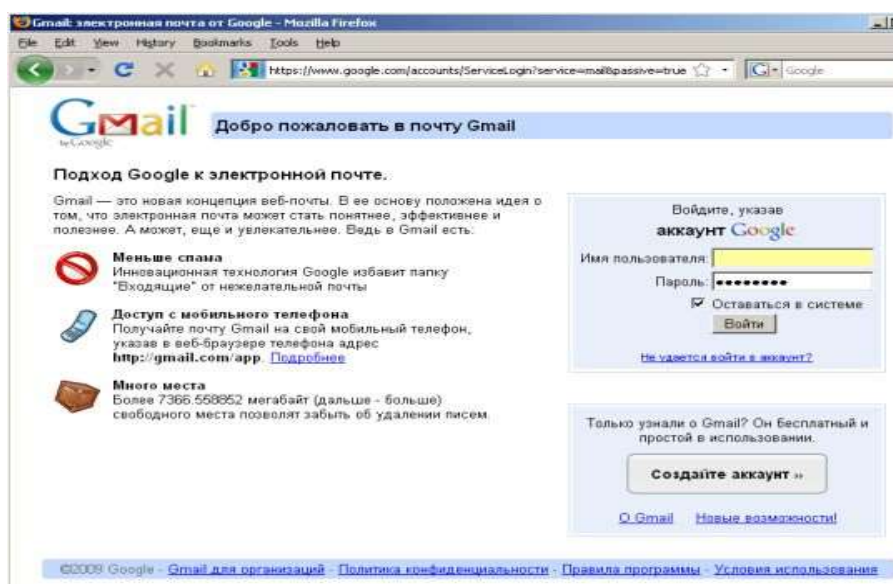 Gmail: электронная почта от Google - Mozilla Firefox
File Edit View History Bookmarks Tools Help
https://www.google.com/accounts/ServiceLogin?service=mail&passive=true
Google
Gmail
by Google
Добро пожаловать в почту Gmail
Подход Google к электронной почте.
Gmail — это новая концепция веб-почты. В ее основу положена идея о
том, что электронная почта может стать понятнее, эффективнее и
полезнее. А может, еще и увлекательнее. Ведь в Gmail есть:
Меньше спама
Инновационная технология Google избавит папку
"Входящие" от нежелательной почты
Доступ с мобильного телефона
Получайте почту Gmail на свой мобильный телефон,
указав в веб-браузере телефона адрес
http://gmail.com/app. Подробнее
Много места
Более 7366.558852 мегабайт (дальше - больше)
свободного места позволят забыть об удалении писем.
Войдите, указав
аккаунт Google
Имя пользователя:
Пароль:
Оставаться в системе
Войти
Не удается войти в аккаунт?
Только узнали о Gmail? Он бесплатный и
простой в использовании.
Создайте аккаунт »
О Gmail Новые возможности!
©2009 Google - Gmail для организаций - Политика конфиденциальности - Правила программы - Условия использования